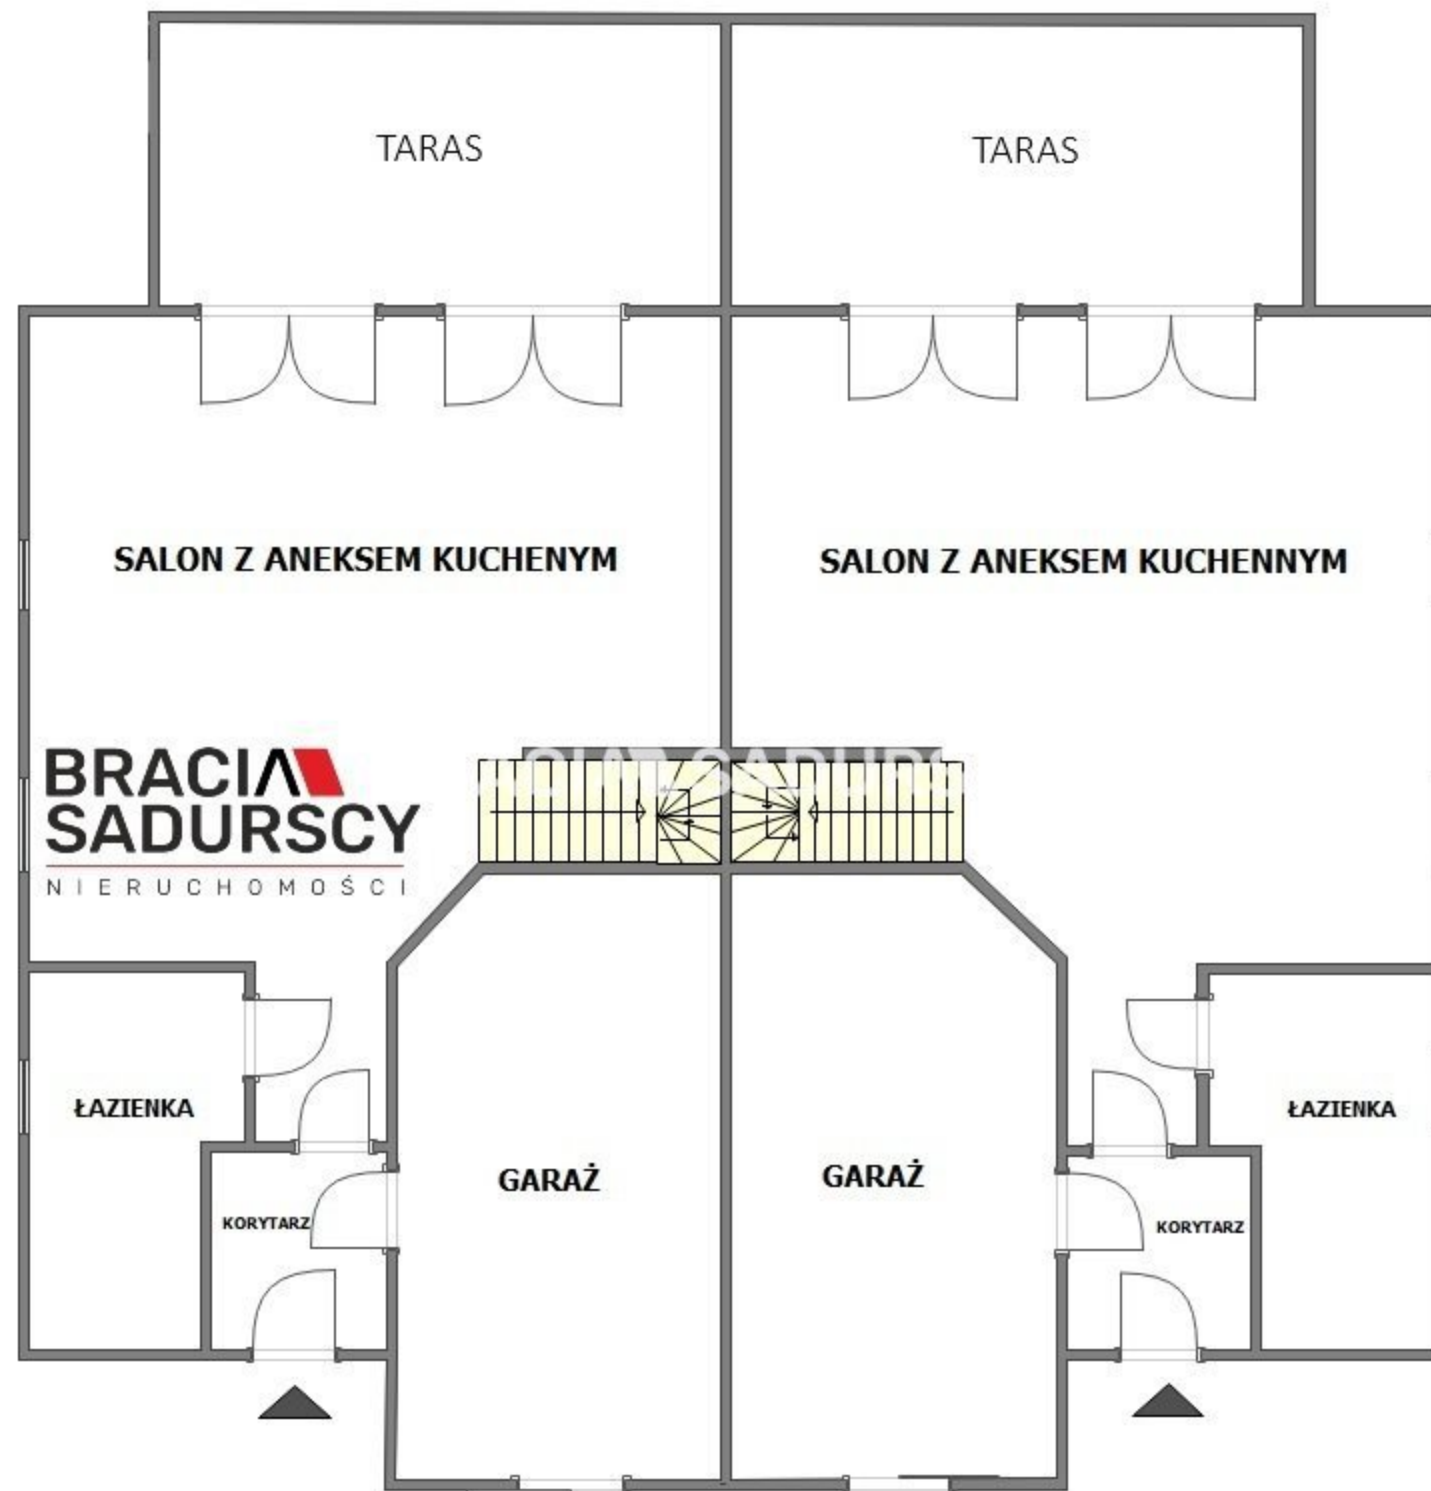 TARAS
TARAS
SALON Z ANEKSEM KUCHENYM
SALON Z ANEKSEM KUCHENNYM
BRACIA
SADURSCY
NIERUCHOMOŚCI
ŁAZIENKA
ŁAZIENKA
GARAŻ
GARAŻ
KORYTARZ
KORYTARZ